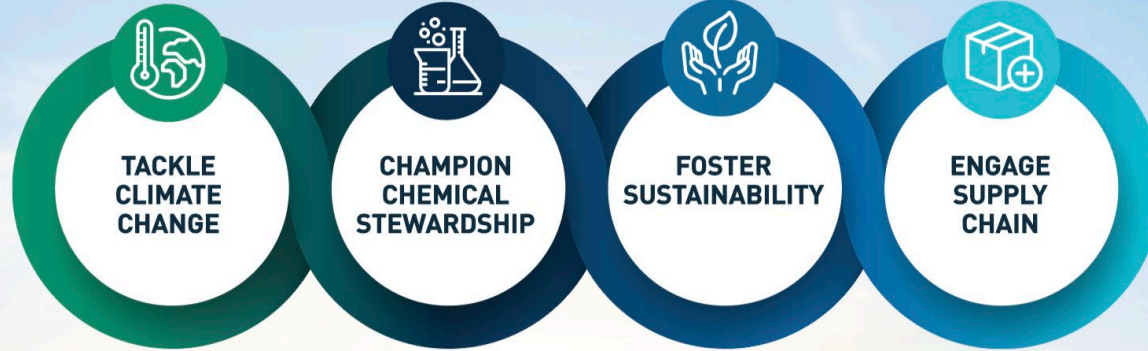 TACKLE
CLIMATE
CHANGE
CHAMPION
CHEMICAL
STEWARDSHIP
FOSTER
SUSTAINABILITY
ENGAGE
SUPPLY
CHAIN